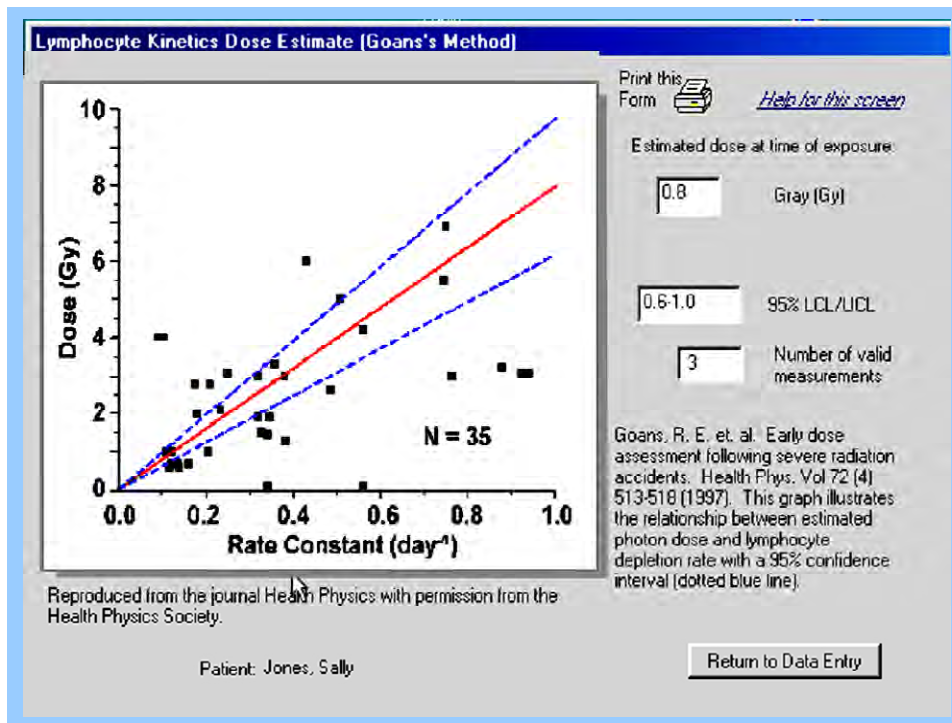 Lymphocyte Kinetics Dose Estimate (Goans's Method)
10
8
6
4
2
0
Dose (Gy)
N = 35
0.0 0.2 0.4 0.6 0.8 1.0
Rate Constant (day⁻¹)
Reproduced from the journal Health Physics with permission from the
Health Physics Society.
Patient: Jones, Sally
Print this
Form
Help for this screen
Estimated dose at time of exposure:
0.8 Gray (Gy)
0.6-1.0 95% LCL/UCL
3 Number of valid
measurements
Goans, R. E. et. al. Early dose
assessment following severe radiation
accidents. Health Phys. Vol 72 (4)
513-518 (1997). This graph illustrates
the relationship between estimated
photon dose and lymphocyte
depletion rate with a 95% confidence
interval (dotted blue line).
Return to Data Entry